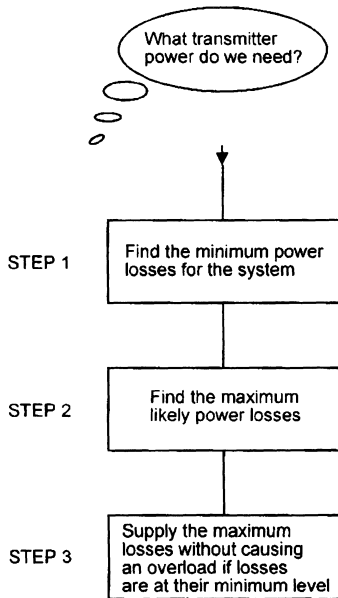 What transmitter
power do we need?
STEP 1
Find the minimum power
losses for the system
STEP 2
Find the maximum
likely power losses
STEP 3
Supply the maximum
losses without causing
an overload if losses
are at their minimum level